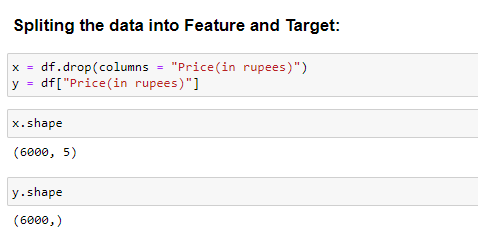 Spliting the data into Feature and Target:
x = df.drop(columns = "Price(in rupees)")
y = df["Price(in rupees)"]
x.shape
(6000, 5)
y.shape
(6000,)